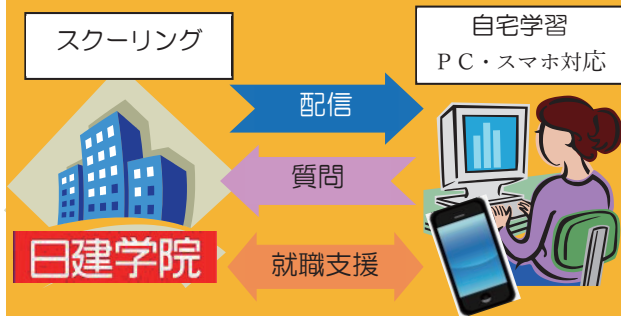 スクーリング
自宅学習
ＰＣ・スマホ対応
配信
質問
日建学院
就職支援